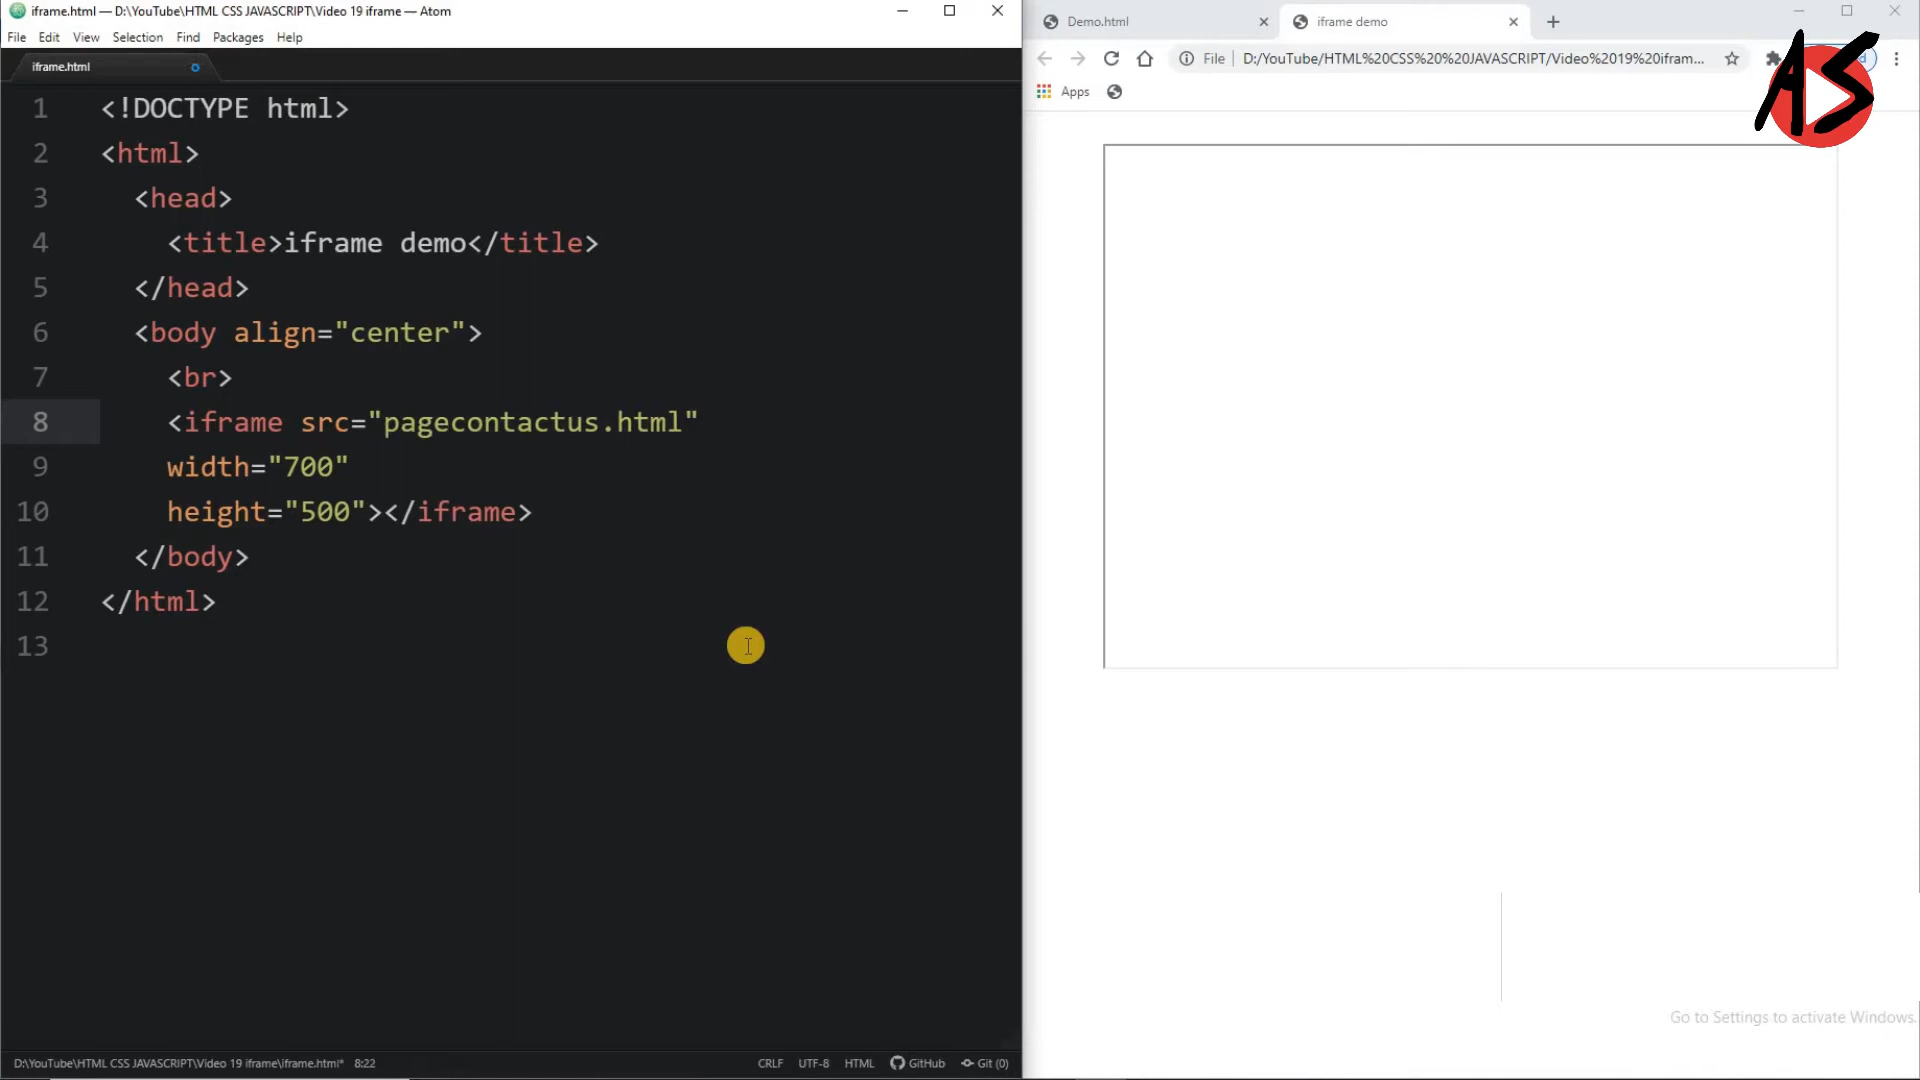 iframe.html — D:\YouTube\HTML CSS JAVASCRIPT\Video 19 iframe — Atom
File Edit View Selection Find Packages Help
iframe.html
1 <!DOCTYPE html>
2 <html>
3 <head>
4 <title>iframe demo</title>
5 </head>
6 <body align="center">
7 <br>
8 <iframe src="pagecontactus.html"
9 width="700"
10 height="500"></iframe>
11 </body>
12 </html>
13
D:\YouTube\HTML CSS JAVASCRIPT\Video 19 iframe\iframe.html* 8:22 CRLF UTF-8 HTML GitHub Git (0)
Demo.html iframe demo
File D:/YouTube/HTML%20CSS%20%20JAVASCRIPT/Video%2019%20ifram...
Apps
AS
Go to Settings to activate Windows.